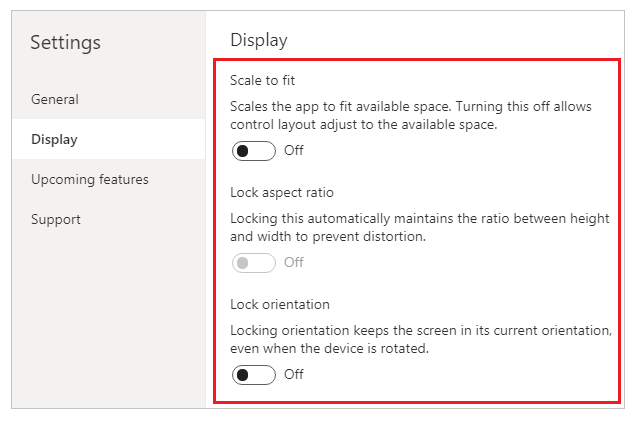 Settings
General
Display
Upcoming features
Support
Display
Scale to fit
Scales the app to fit available space. Turning this off allows
control layout adjust to the available space.
Off
Lock aspect ratio
Locking this automatically maintains the ratio between height
and width to prevent distortion.
Off
Lock orientation
Locking orientation keeps the screen in its current orientation,
even when the device is rotated.
Off